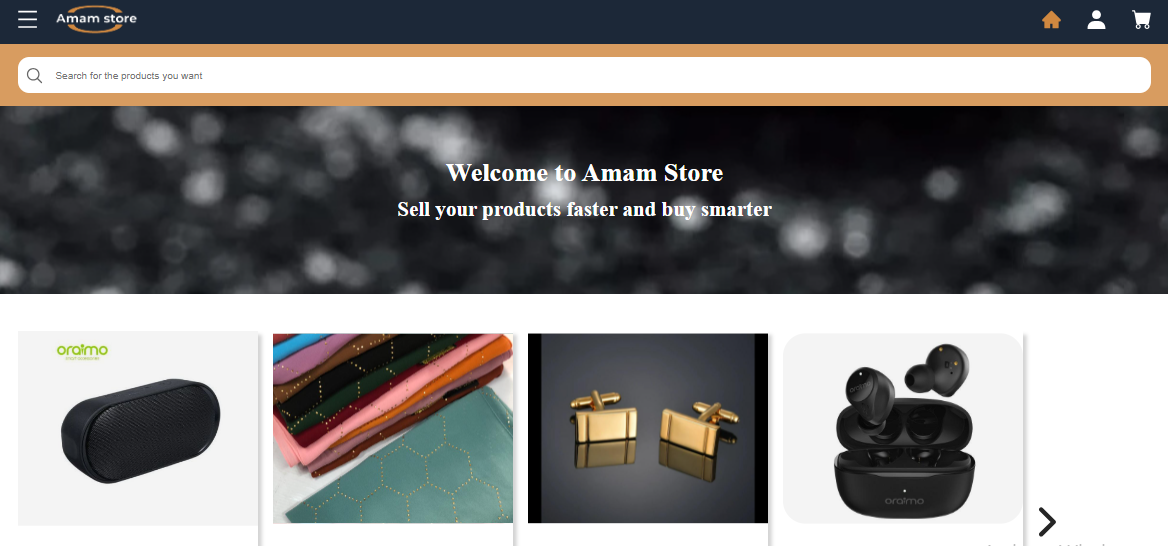 Amam store
Search for the products you want
Welcome to Amam Store
Sell your products faster and buy smarter
oraimo
oraimo